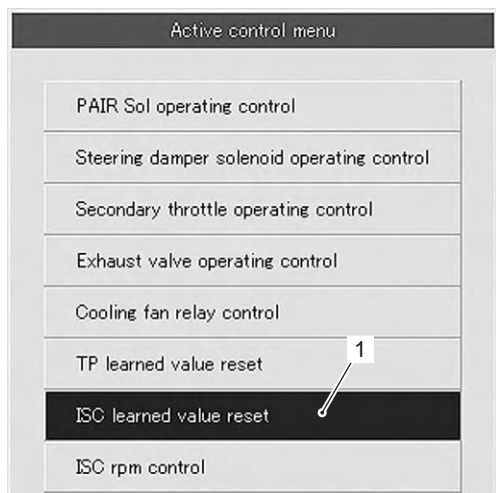 Active control menu
PAIR Sol operating control
Steering damper solenoid operating control
Secondary throttle operating control
Exhaust valve operating control
Cooling fan relay control
TP learned value reset
1
ISC learned value reset
ISC rpm control